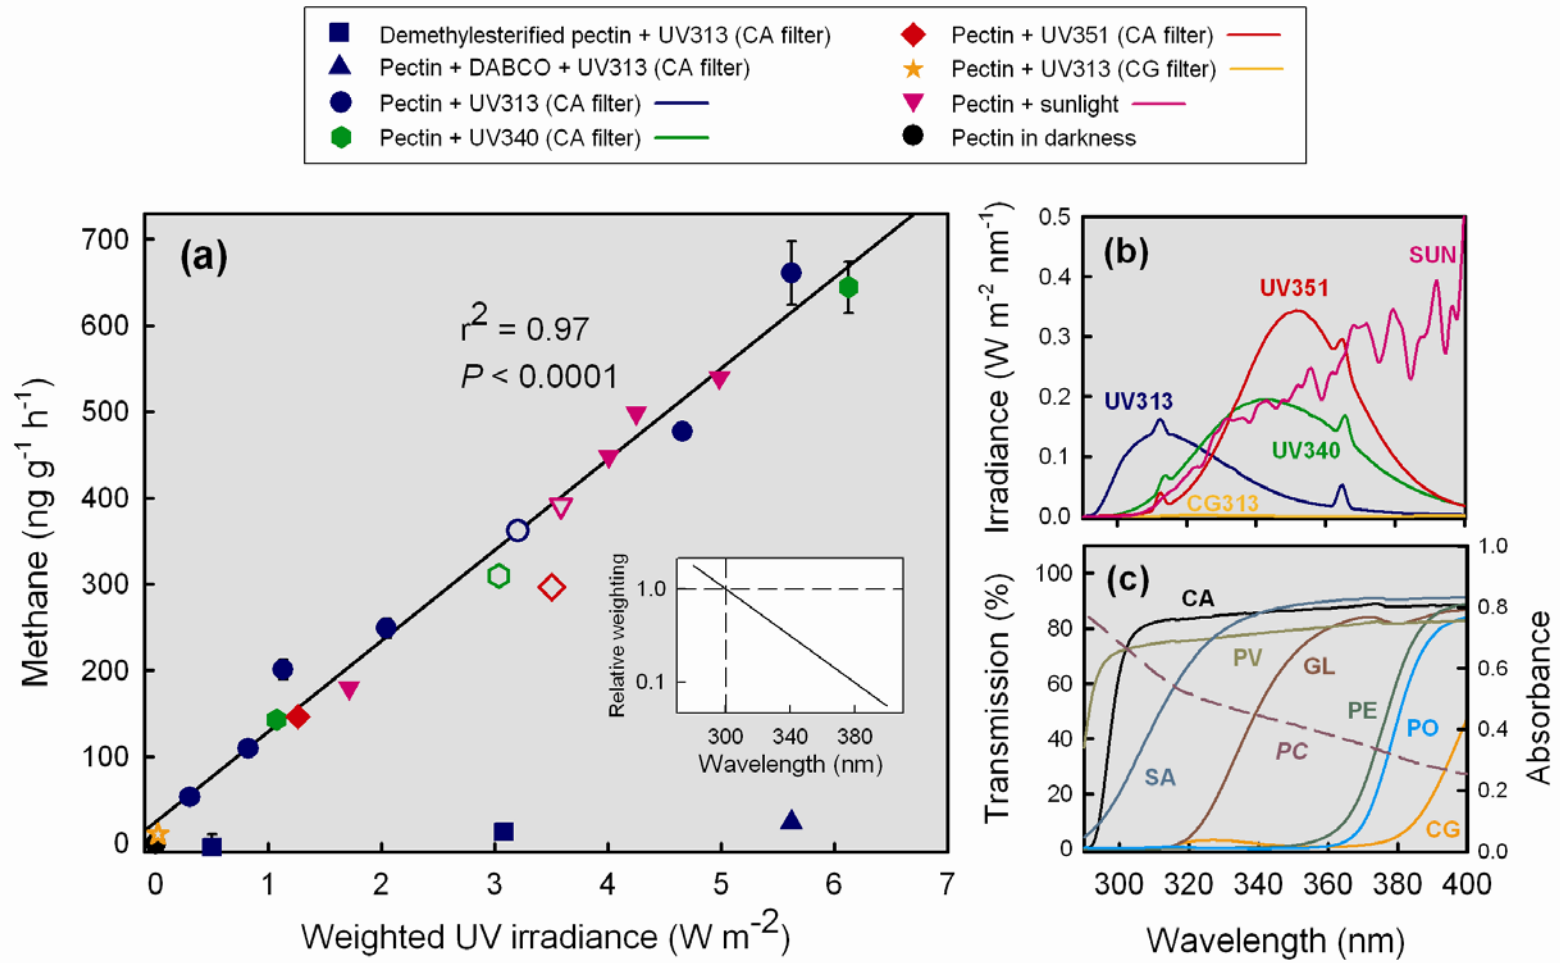 Demethylesterified pectin + UV313 (CA filter)
Pectin + DABCO + UV313 (CA filter)
Pectin + UV313 (CA filter)
Pectin + UV340 (CA filter)
Pectin + UV351 (CA filter)
Pectin + UV313 (CG filter)
Pectin + sunlight
Pectin in darkness
(a)
r² = 0.97
P < 0.0001
Methane (ng g⁻¹ h⁻¹)
700
600
500
400
300
200
100
0
0 1 2 3 4 5 6 7
Weighted UV irradiance (W m⁻²)
Relative weighting
1.0
0.1
300 340 380
Wavelength (nm)
(b)
Irradiance (W m⁻² nm⁻¹)
0.5
0.4
0.3
0.2
0.1
0.0
SUN
UV351
UV313
UV340
CG313
(c)
Transmission (%)
100
80
60
40
20
0
CA
PV
GL
PE
PO
PC
SA
CG
1.0
0.8
0.6
0.4
0.2
0.0
Absorbance
300 320 340 360 380 400
Wavelength (nm)